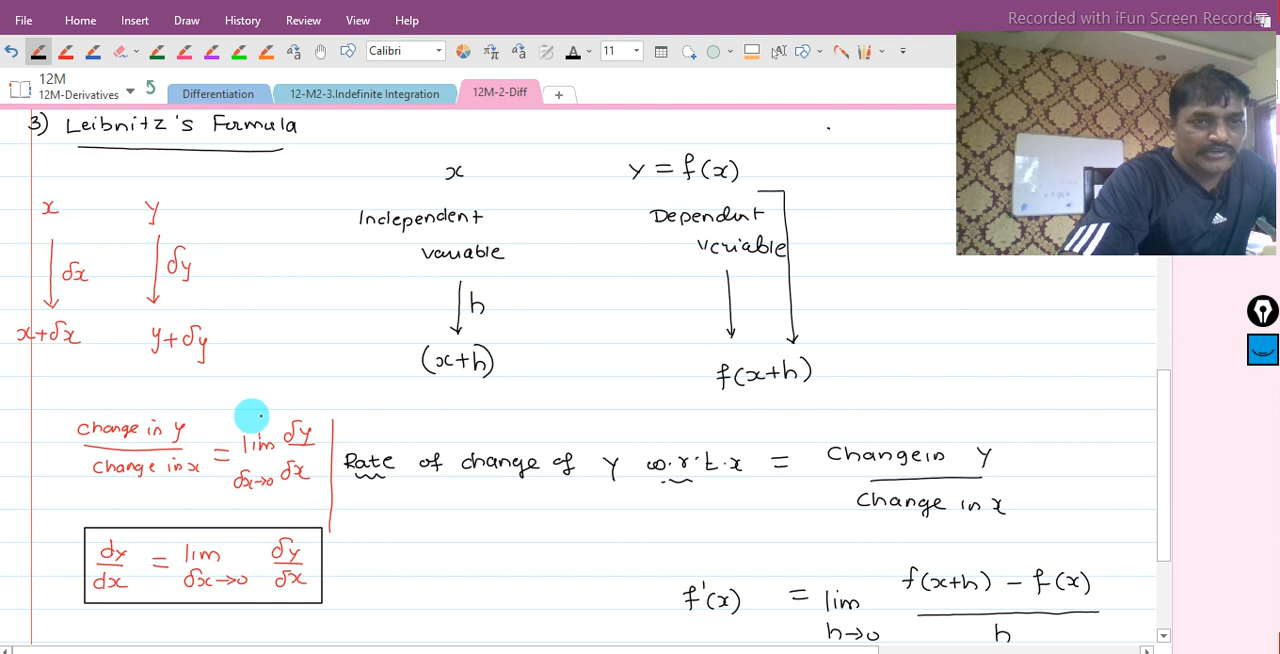 File Home Insert Draw History Review View Help
Recorded with iFun Screen Recorder
Calibri 11
12M
12M-Derivatives
Differentiation 12-M2-3.Indefinite Integration 12M-2-Diff +
3) Leibnitz's Formula
x y = f(x)
x y Independent Dependent
variable variable
δx δy h
x+δx y+δy (x+h) f(x+h)
change in y / change in x = lim δx→0 δy/δx
Rate of change of y w.r.t. x = Change in y / Change in x
dy/dx = lim δx→0 δy/δx
f'(x) = lim h→0 f(x+h) - f(x) / h